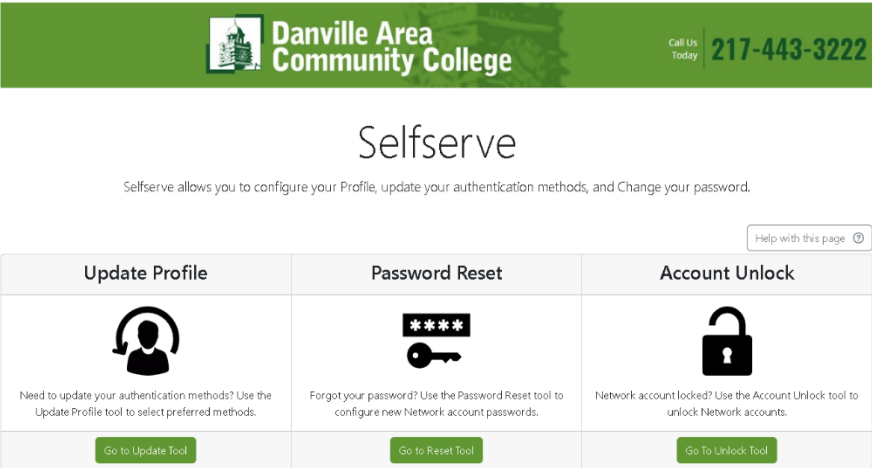 Danville Area
Community College
Call Us
Today
217-443-3222
Selfserve
Selfserve allows you to configure your Profile, update your authentication methods, and Change your password.
Help with this page
Update Profile
Password Reset
Account Unlock
****
Need to update your authentication methods? Use the
Update Profile tool to select preferred methods.
Forgot your password? Use the Password Reset tool to
configure new Network account passwords.
Network account locked? Use the Account Unlock tool to
unlock Network accounts.
Go to Update Tool
Go to Reset Tool
Go To Unlock Tool